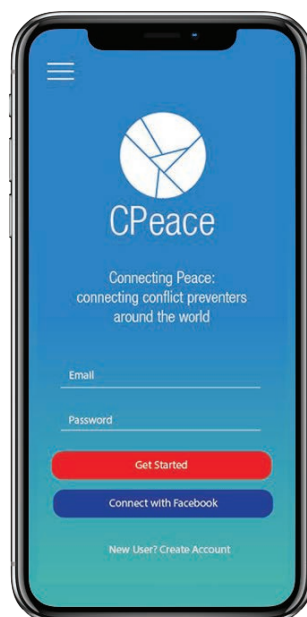 CPeace
Connecting Peace:
connecting conflict preventers
around the world
Email
Password
Get Started
Connect with Facebook
New User? Create Account